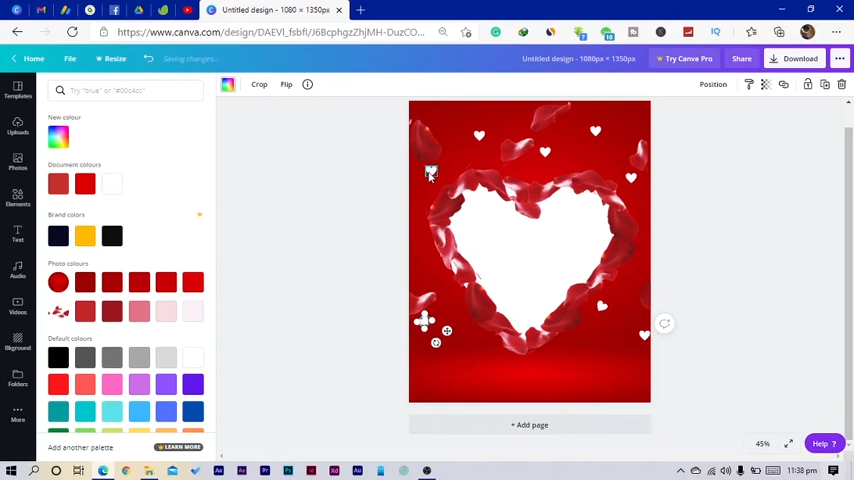 Untitled design - 1080 × 1350px
https://www.canva.com/design/DAEVl_fsbfI/J6BcphgzZhjMH-DuzCO...
Home
File
Resize
Saving changes...
Untitled design - 1080px × 1350px
Try Canva Pro
Share
Download
Templates
Uploads
Photos
Elements
Text
Audio
Videos
Bkground
Folders
More
Try "blue" or "#00c4cc"
New colour
Document colours
Brand colors
Photo colours
Default colours
Add another palette
LEARN MORE
Crop
Flip
Position
+ Add page
45%
Help ?
11:38 pm